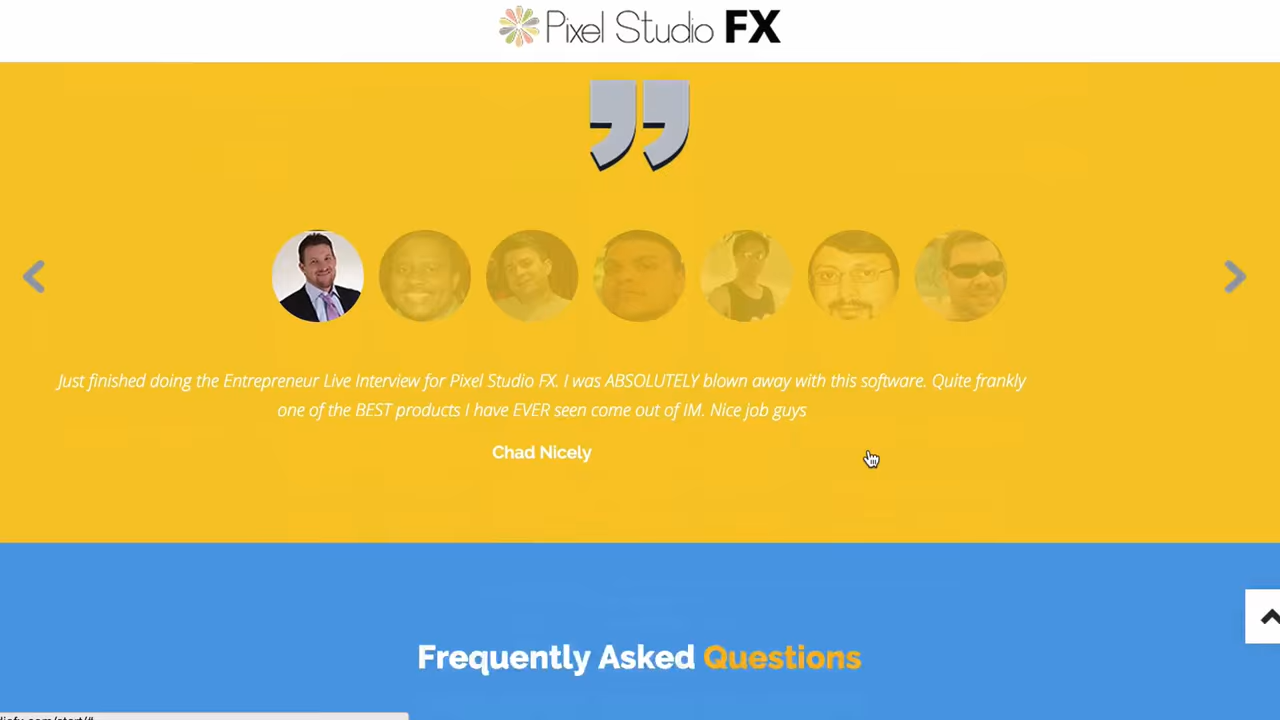 Pixel Studio FX
Just finished doing the Entrepreneur Live Interview for Pixel Studio FX. I was ABSOLUTELY blown away with this software. Quite frankly
one of the BEST products I have EVER seen come out of IM. Nice job guys
Chad Nicely
Frequently Asked Questions